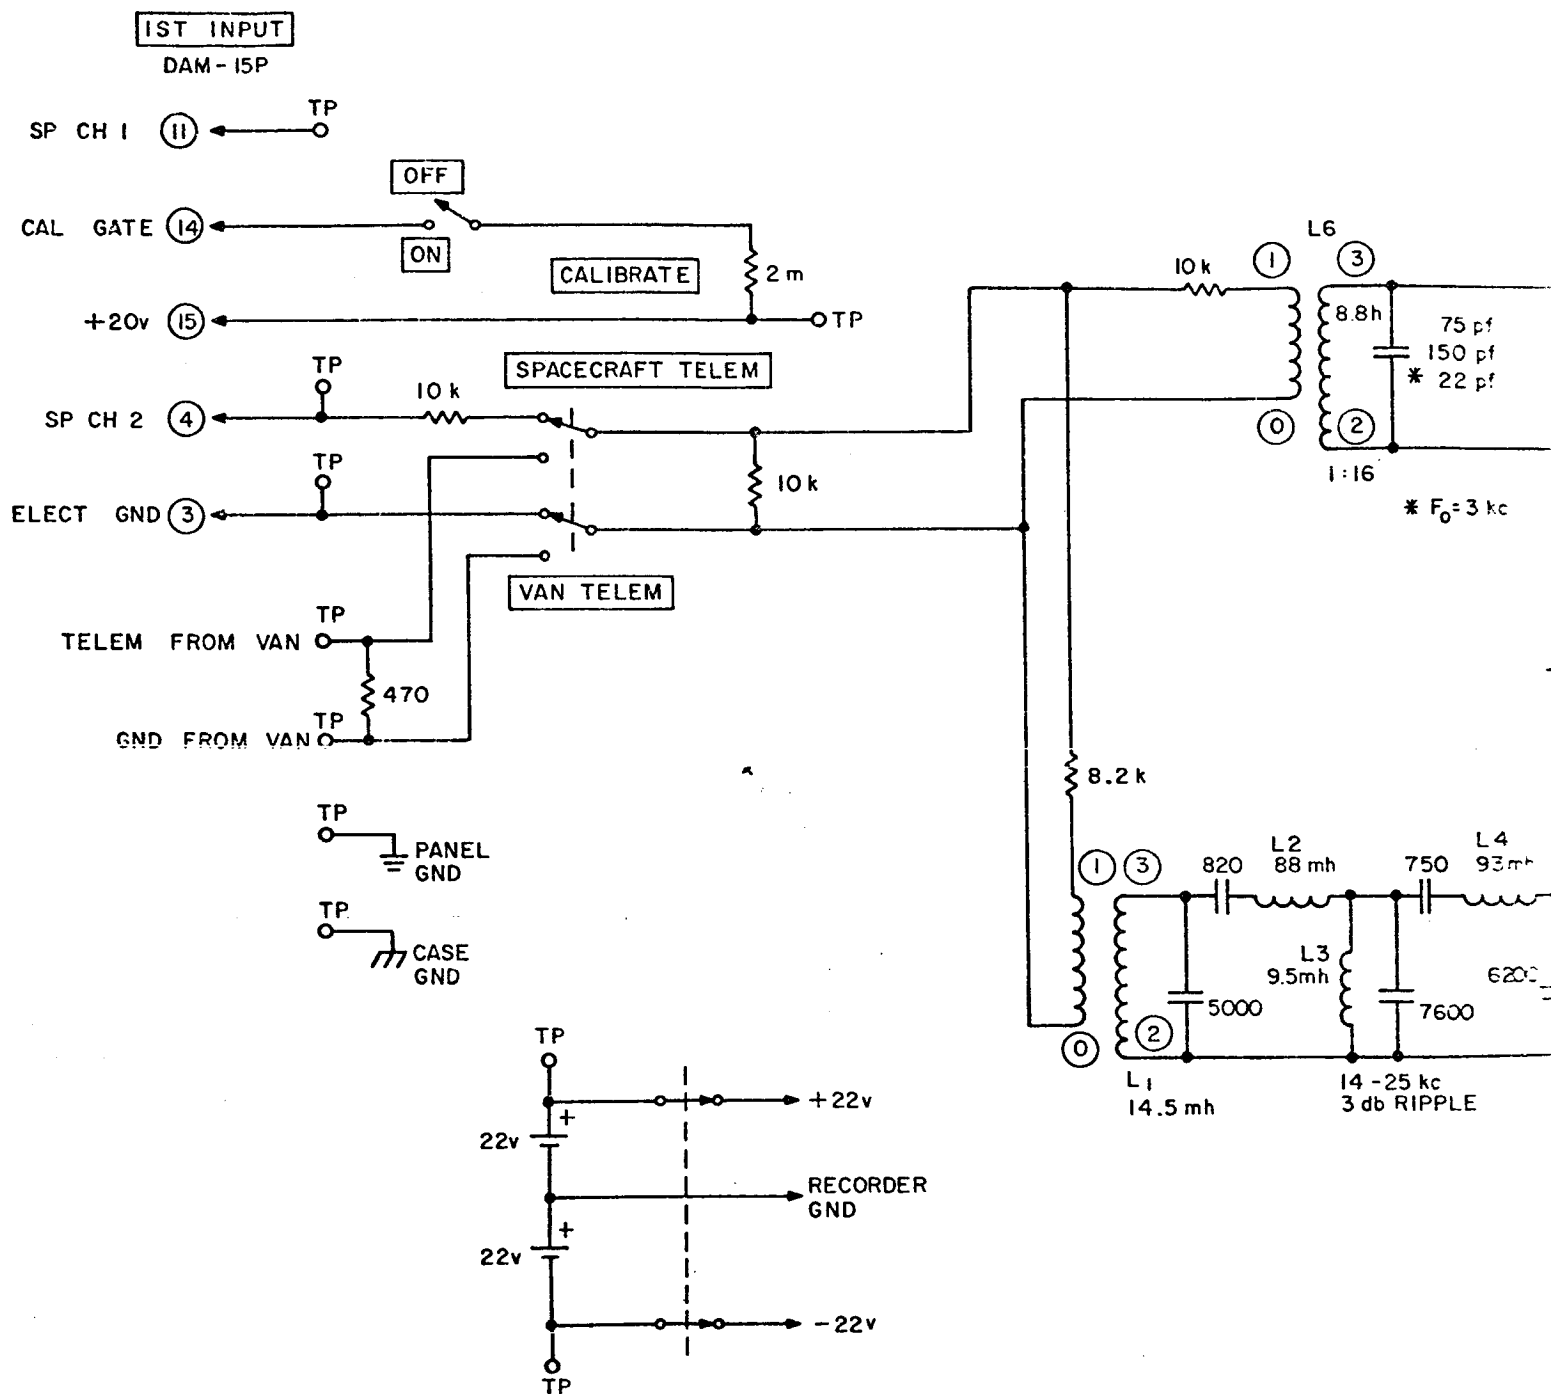 1ST INPUT
DAM-15P
TP
SP CH 1 11
OFF
CAL GATE 14
ON
CALIBRATE
2 m
+20v 15
TP
TP
SPACECRAFT TELEM
SP CH 2 4
10 k
TP
10 k
ELECT GND 3
VAN TELEM
TP
TELEM FROM VAN
470
TP
GND FROM VAN
TP
PANEL
GND
TP
CASE
GND
L6
10 k
1
3
8.8h
75 pf
150 pf
* 22 pf
0
2
1:16
* Fo=3 kc
8.2 k
1
3
820
L2
88 mh
750
L4
L3
9.5mh
5000
7600
0
2
L1
14.5 mh
14-25 kc
3 db RIPPLE
TP
+22v
+
22v
RECORDER
GND
+
22v
-22v
TP